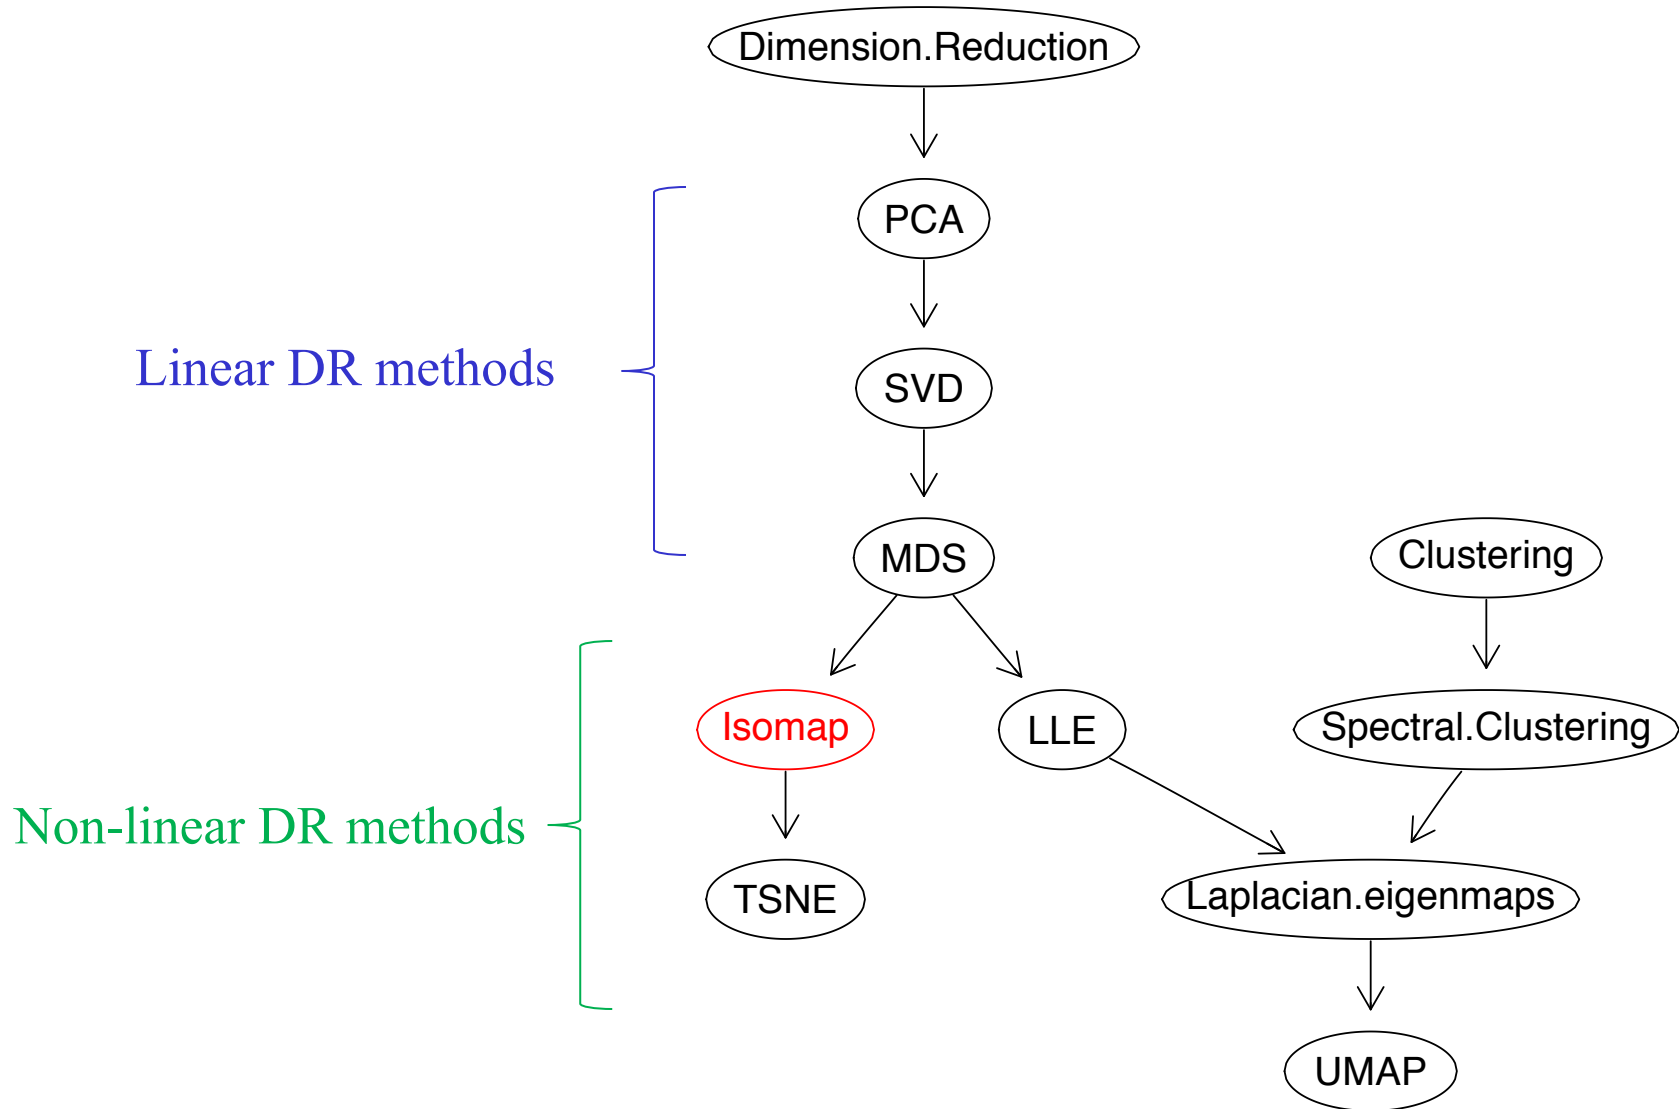 Dimension.Reduction
PCA
Linear DR methods
SVD
MDS
Clustering
Isomap
LLE
Spectral.Clustering
Non-linear DR methods
TSNE
Laplacian.eigenmaps
UMAP